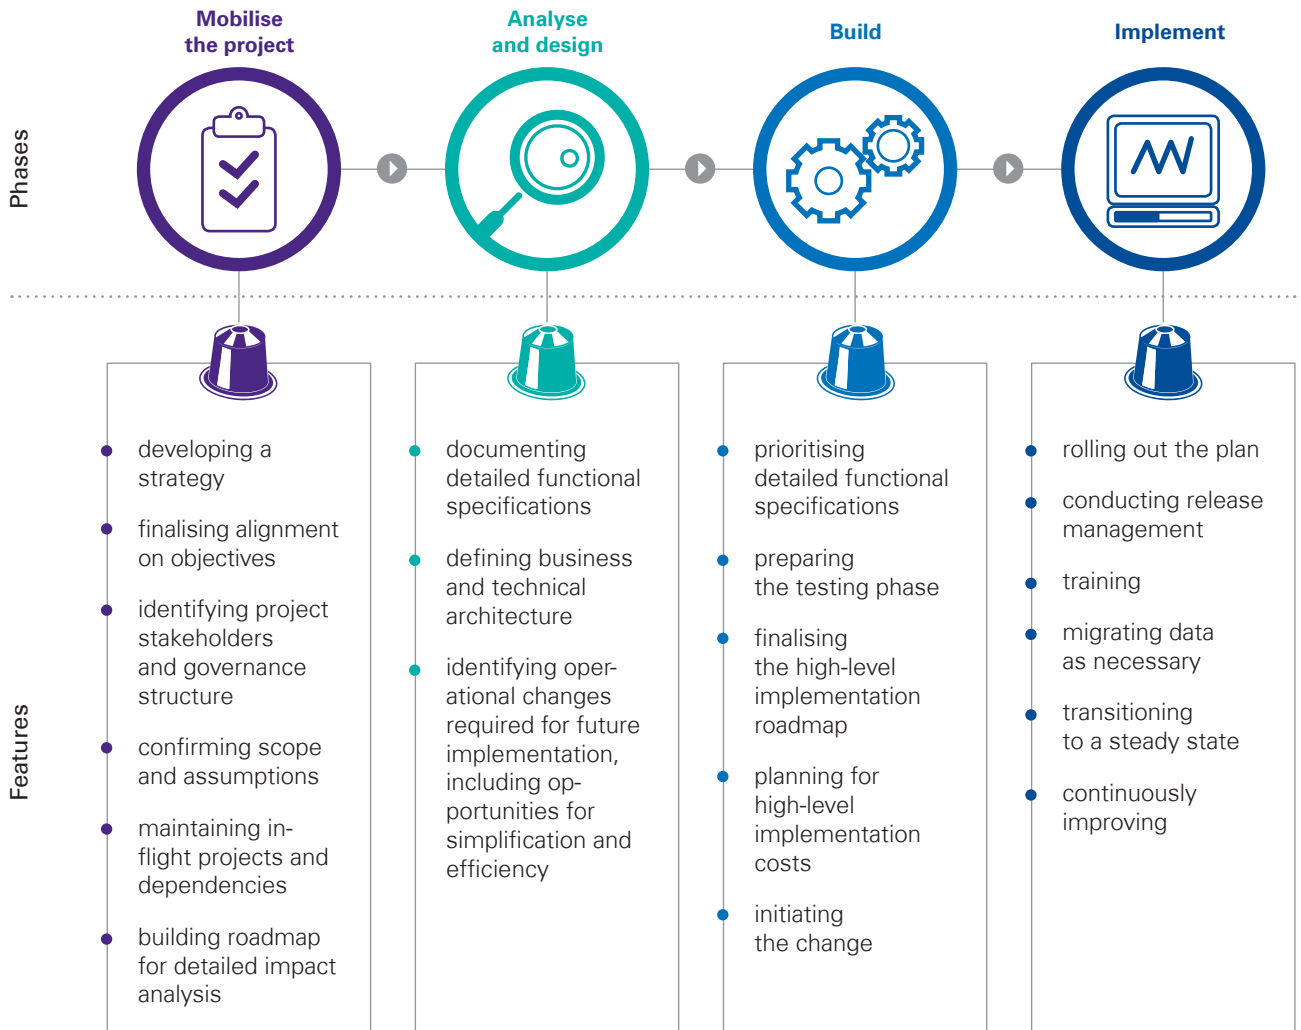 Mobilise
the project
Analyse
and design
Build
Implement
Phases
Features
developing a
strategy
finalising alignment
on objectives
identifying project
stakeholders
and governance
structure
confirming scope
and assumptions
maintaining in-
flight projects and
dependencies
building roadmap
for detailed impact
analysis
documenting
detailed functional
specifications
defining business
and technical
architecture
identifying oper-
ational changes
required for future
implementation,
including op-
portunities for
simplification and
efficiency
prioritising
detailed functional
specifications
preparing
the testing phase
finalising
the high-level
implementation
roadmap
planning for
high-level
implementation
costs
initiating
the change
rolling out the plan
conducting release
management
training
migrating data
as necessary
transitioning
to a steady state
continuously
improving